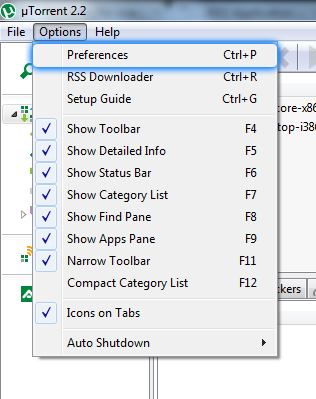 µTorrent 2.2
File Options Help
Preferences Ctrl+P
RSS Downloader Ctrl+R
Setup Guide Ctrl+G
Show Toolbar F4
Show Detailed Info F5
Show Status Bar F6
Show Category List F7
Show Find Pane F8
Show Apps Pane F9
Narrow Toolbar F11
Compact Category List F12
Icons on Tabs
Auto Shutdown
core-x86
top-i38
kers